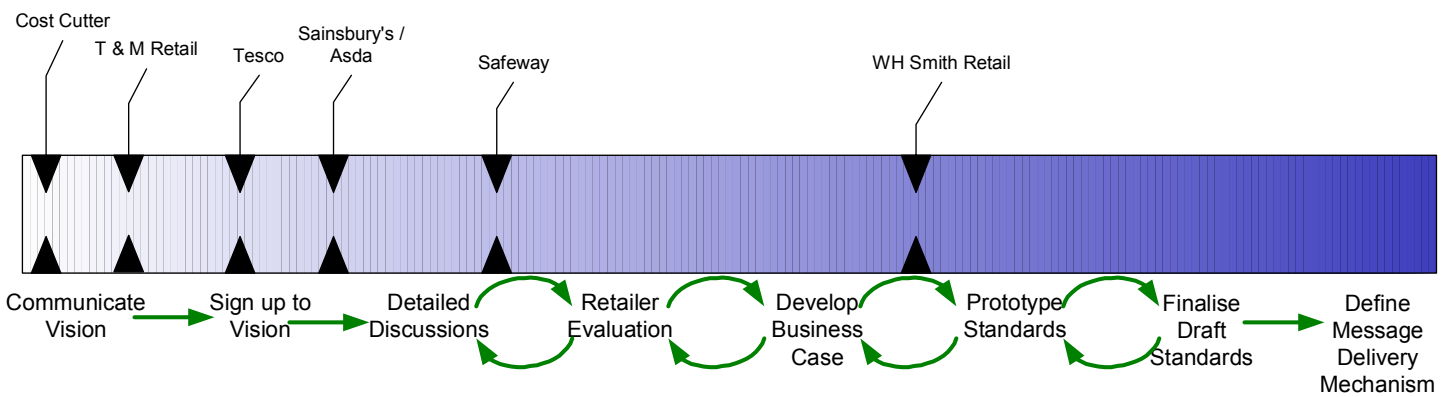 Cost Cutter
T & M Retail
Tesco
Sainsbury's /
Asda
Safeway
WH Smith Retail
Communicate
Vision
Sign up to
Vision
Detailed
Discussions
Retailer
Evaluation
Develop
Business
Case
Prototype
Standards
Finalise
Draft
Standards
Define
Message
Delivery
Mechanism